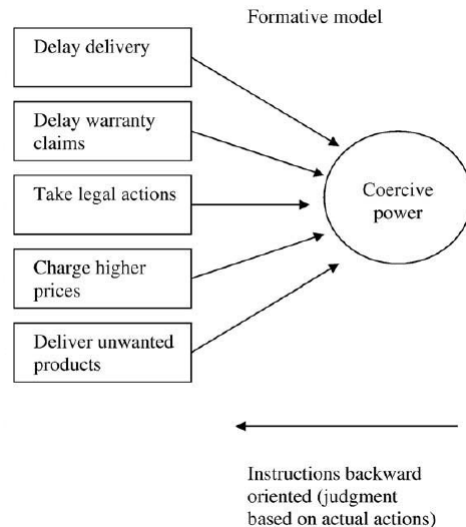 Formative model
Delay delivery
Delay warranty
claims
Take legal actions
Charge higher
prices
Deliver unwanted
products
Coercive
power
Instructions backward
oriented (judgment
based on actual actions)